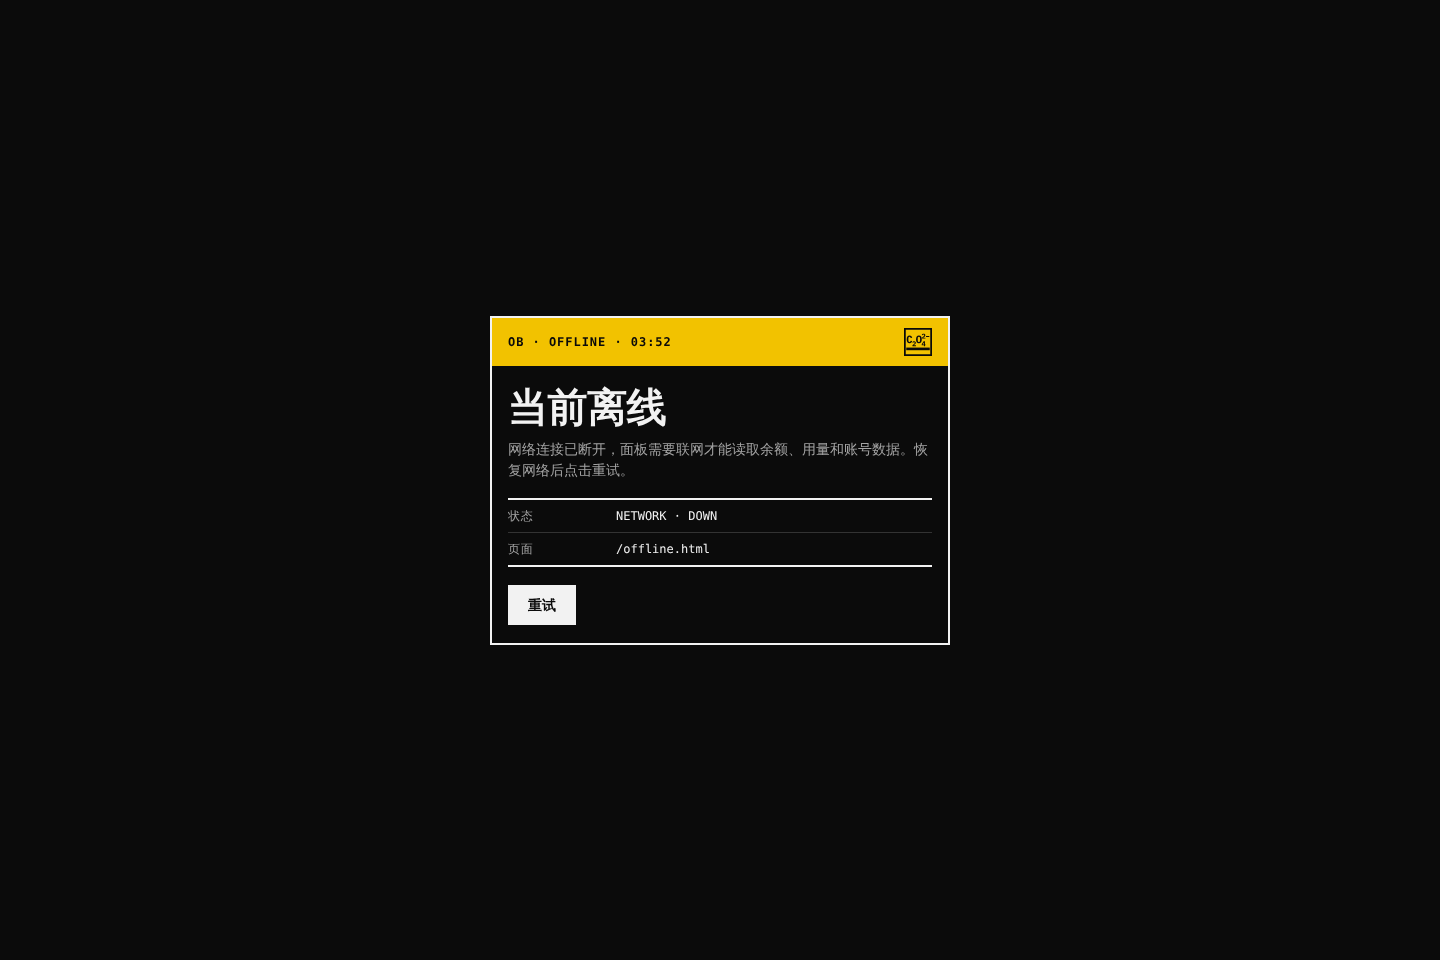 OB · OFFLINE · 03:52
C₂O₄²⁻
当前离线
网络连接已断开，面板需要联网才能读取余额、用量和账号数据。恢
复网络后点击重试。
状态 NETWORK · DOWN
页面 /offline.html
重试